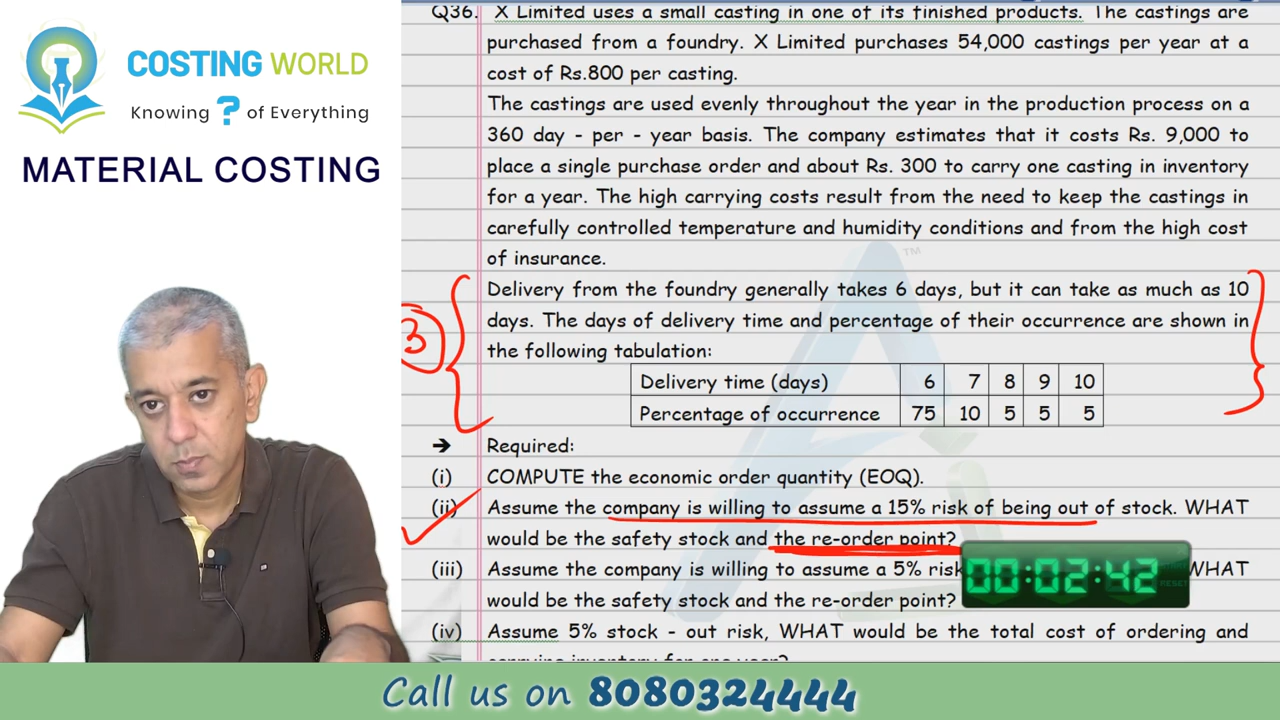 COSTING WORLD
Knowing ? of Everything
MATERIAL COSTING
Q36. X Limited uses a small casting in one of its finished products. The castings are
purchased from a foundry. X Limited purchases 54,000 castings per year at a
cost of Rs.800 per casting.
The castings are used evenly throughout the year in the production process on a
360 day - per - year basis. The company estimates that it costs Rs. 9,000 to
place a single purchase order and about Rs. 300 to carry one casting in inventory
for a year. The high carrying costs result from the need to keep the castings in
carefully controlled temperature and humidity conditions and from the high cost
of insurance.
Delivery from the foundry generally takes 6 days, but it can take as much as 10
days. The days of delivery time and percentage of their occurrence are shown in
the following tabulation:
3
Delivery time (days) 6 7 8 9 10
Percentage of occurrence 75 10 5 5 5
➔ Required:
(i) COMPUTE the economic order quantity (EOQ).
(ii) Assume the company is willing to assume a 15% risk of being out of stock. WHAT
would be the safety stock and the re-order point?
(iii) Assume the company is willing to assume a 5% risk WHAT
would be the safety stock and the re-order point?
(iv) Assume 5% stock - out risk, WHAT would be the total cost of ordering and
carrying inventory for one year?
00:02:42
RESET
TM
Call us on 8080324444